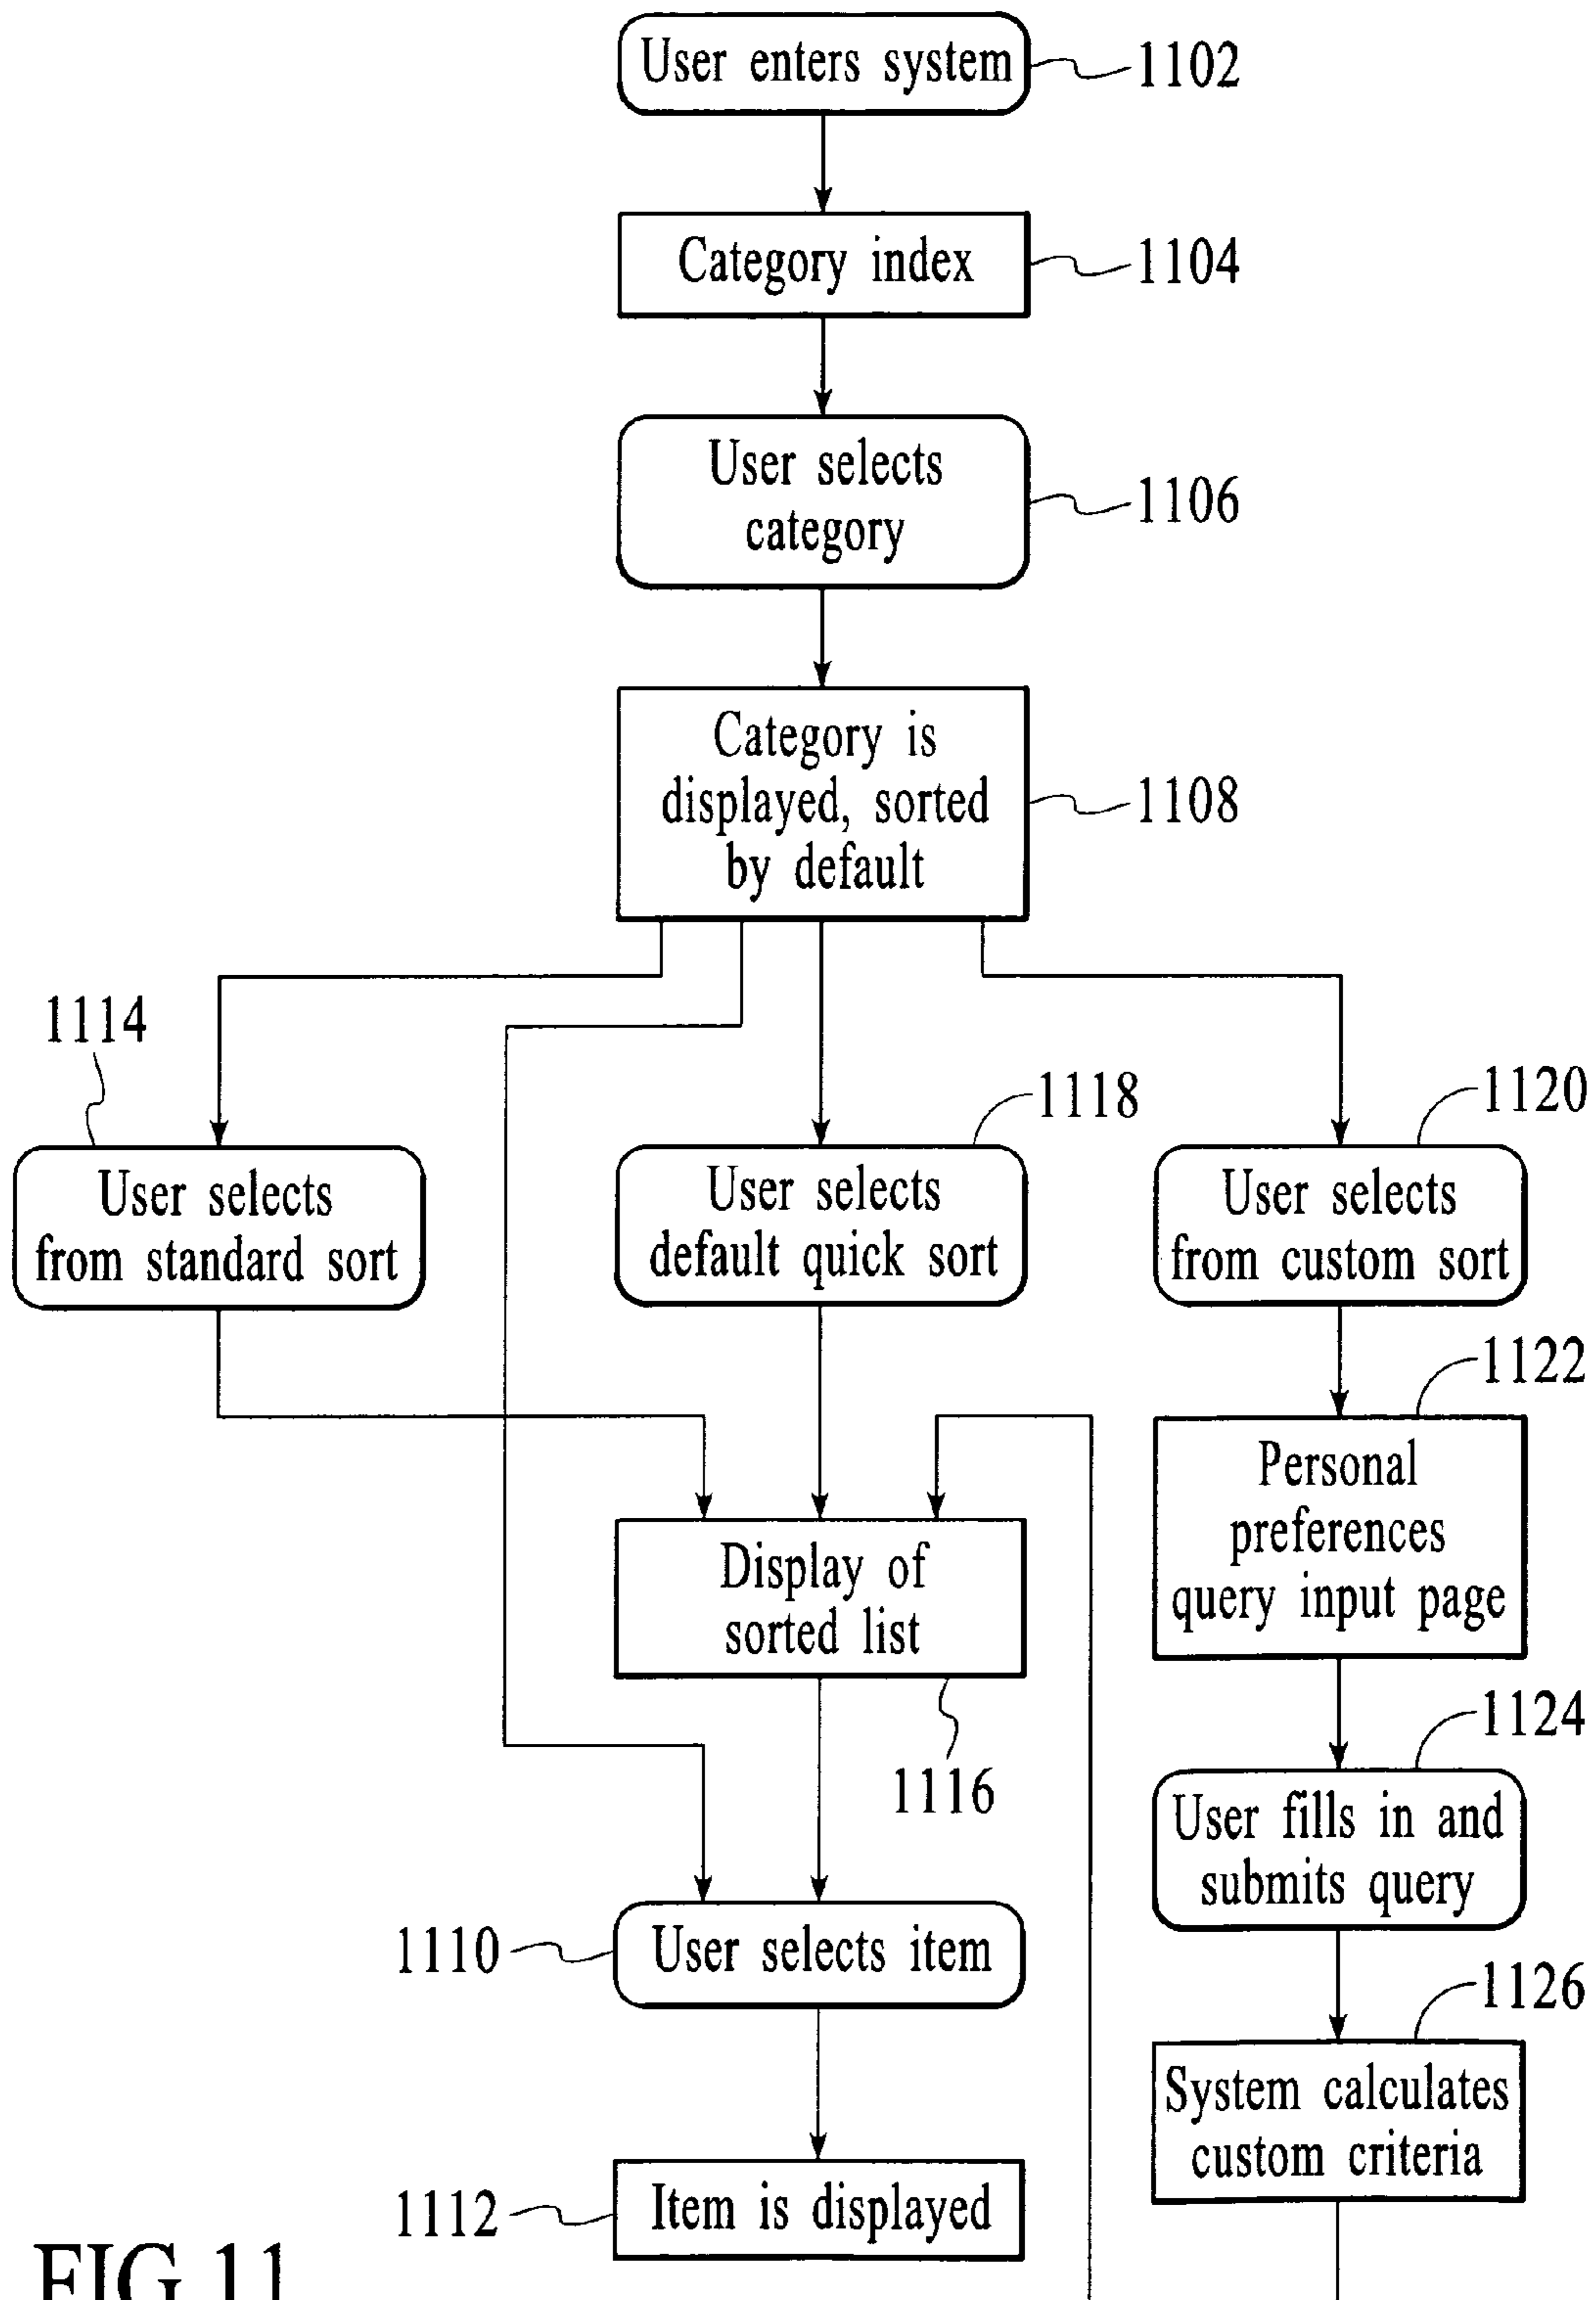 User enters system
1102
Category index
1104
User selects
category
1106
Category is
displayed, sorted
by default
1108
1114
User selects
from standard sort
1118
User selects
default quick sort
1120
User selects
from custom sort
1122
Personal
preferences
query input page
Display of
sorted list
1116
1124
User fills in and
submits query
1110
User selects item
1126
System calculates
custom criteria
1112
Item is displayed
FIG.11